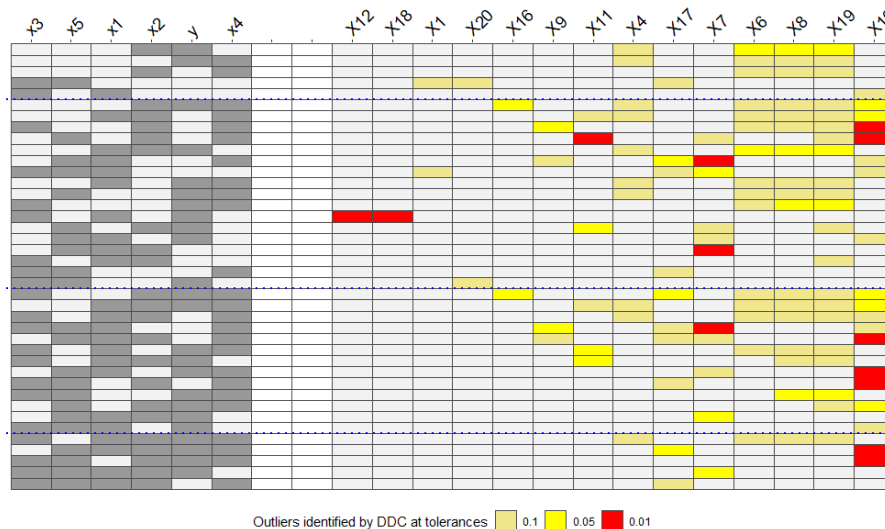 x3 x5 x1 x2 y x4 X12 X18 X1 X20 X16 X9 X11 X4 X17 X7 X6 X8 X19
Outliers identified by DDC at tolerances 0.1 0.05 0.01